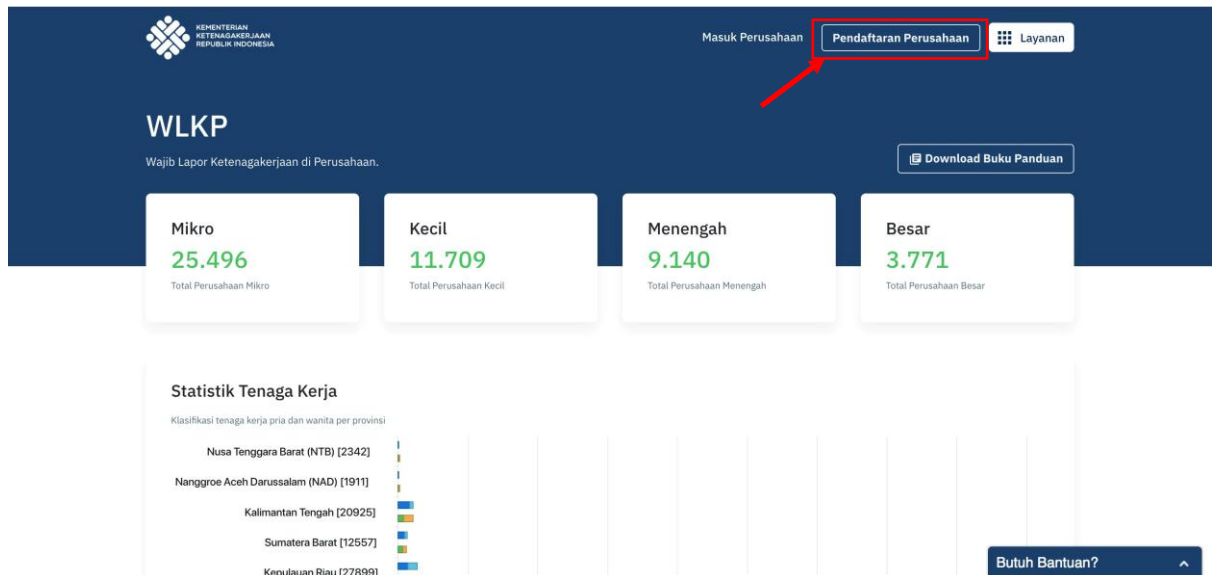 KEMENTERIAN
KETENAGAKERJAAN
REPUBLIK INDONESIA
Masuk Perusahaan
Pendaftaran Perusahaan
Layanan
WLKP
Wajib Lapor Ketenagakerjaan di Perusahaan.
Download Buku Panduan
Mikro
25.496
Total Perusahaan Mikro
Kecil
11.709
Total Perusahaan Kecil
Menengah
9.140
Total Perusahaan Menengah
Besar
3.771
Total Perusahaan Besar
Statistik Tenaga Kerja
Klasifikasi tenaga kerja pria dan wanita per provinsi
Nusa Tenggara Barat (NTB) [2342]
Nanggroe Aceh Darussalam (NAD) [1911]
Kalimantan Tengah [20925]
Sumatera Barat [12557]
Kepulauan Riau [27899]
Butuh Bantuan?